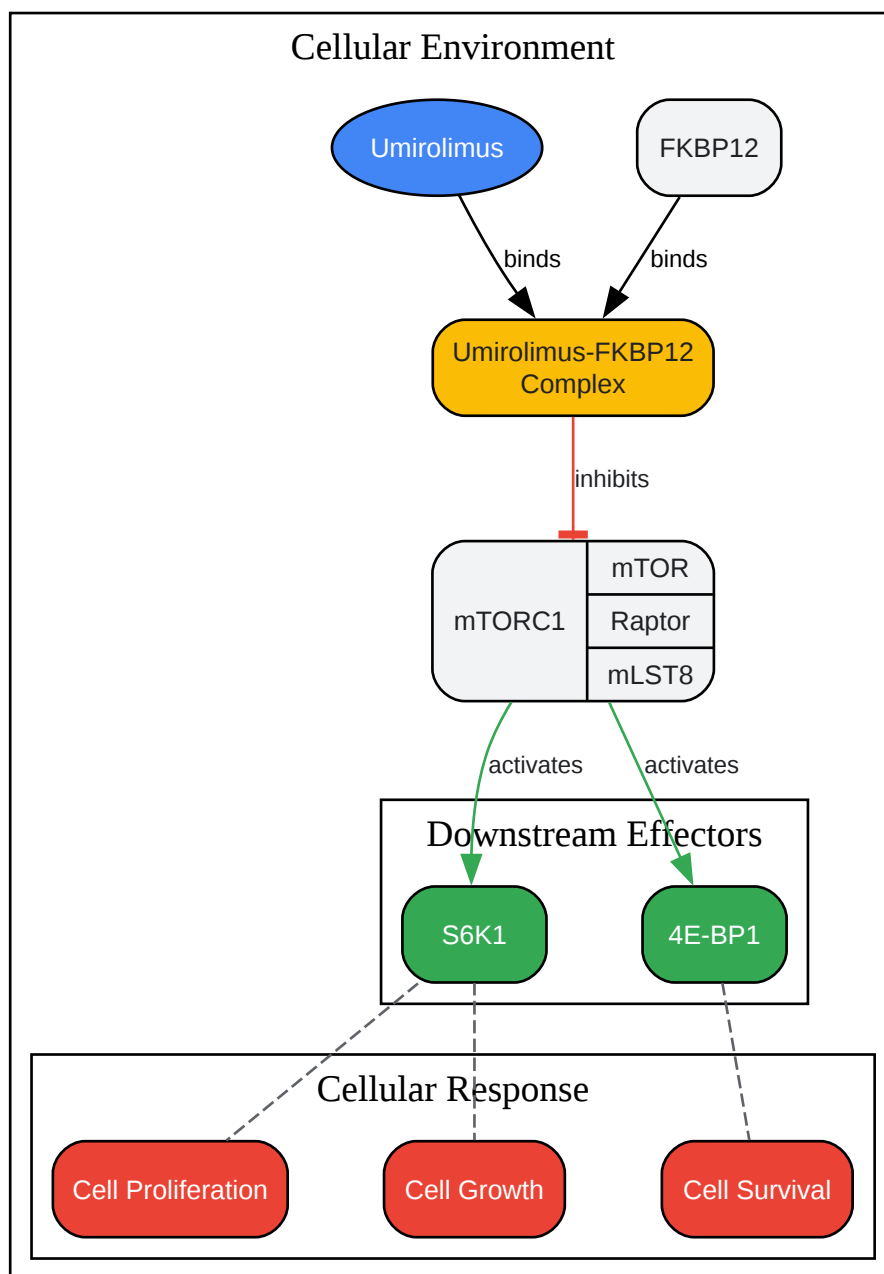 Cellular Environment
Umirolimus
FKBP12
binds
binds
Umirolimus-FKBP12
Complex
inhibits
mTORC1
mTOR
Raptor
mLST8
activates
activates
Downstream Effectors
S6K1
4E-BP1
Cellular Response
Cell Proliferation
Cell Growth
Cell Survival